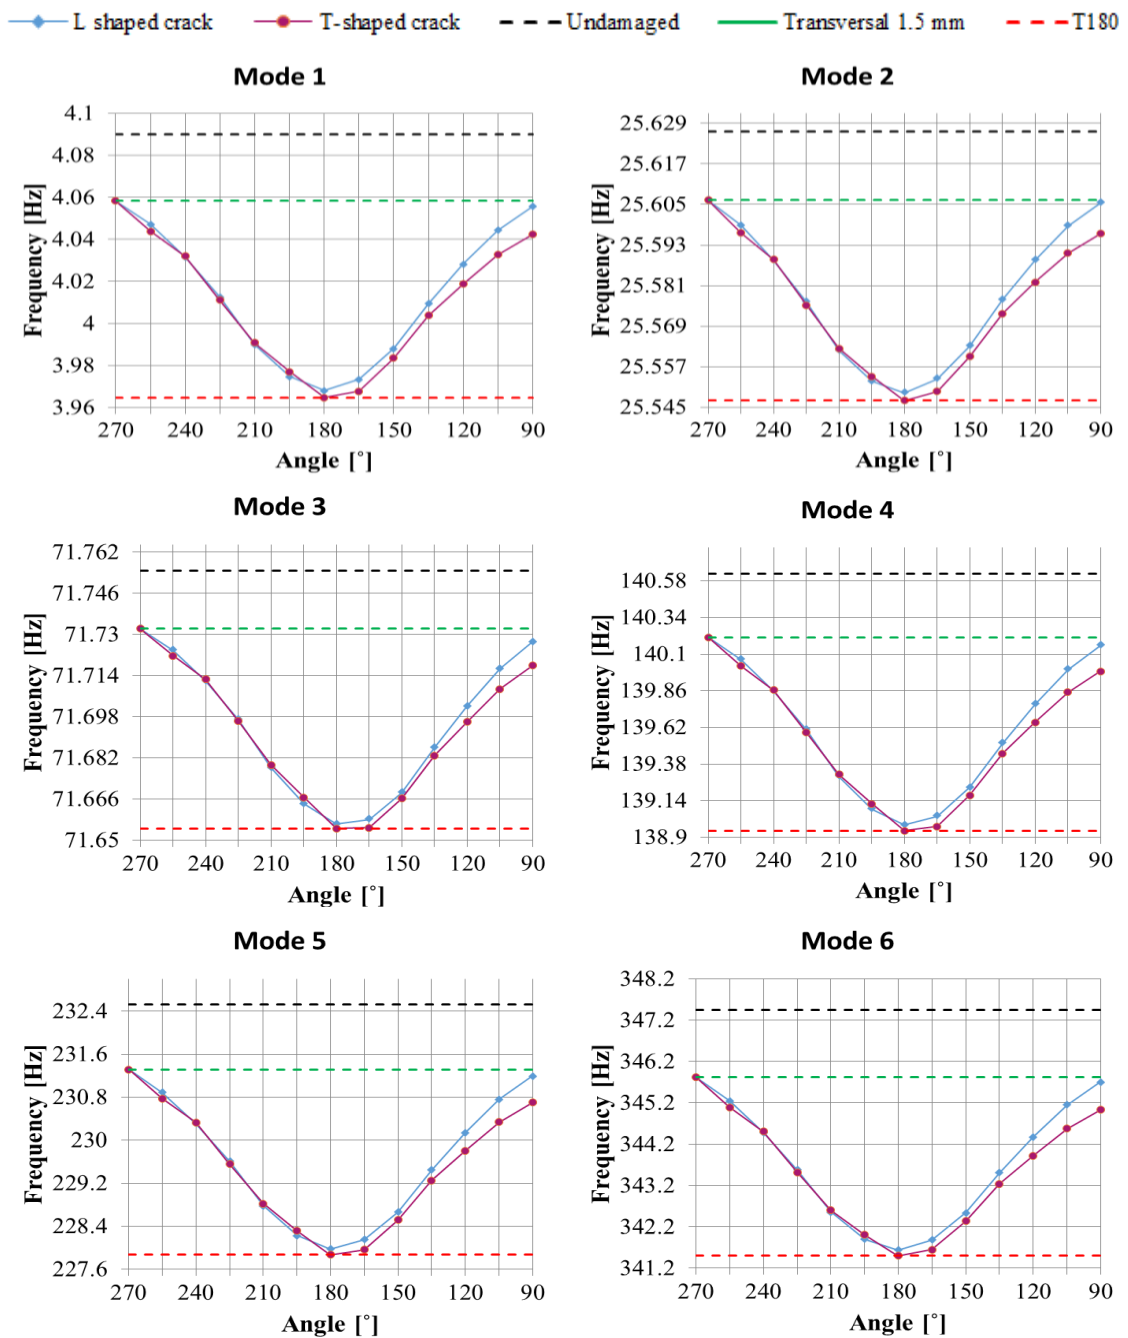 L shaped crack T-shaped crack Undamaged Transversal 1.5 mm T180
Mode 1 Mode 2
Frequency [Hz]
4.1
4.08
4.06
4.04
4.02
4
3.98
3.96
270 240 210 180 150 120 90
Angle [°]
Frequency [Hz]
25.629
25.617
25.605
25.593
25.581
25.569
25.557
25.545
270 240 210 180 150 120 90
Angle [°]
Mode 3 Mode 4
Frequency [Hz]
71.762
71.746
71.73
71.714
71.698
71.682
71.666
71.65
270 240 210 180 150 120 90
Angle [°]
Frequency [Hz]
140.58
140.34
140.1
139.86
139.62
139.38
139.14
138.9
270 240 210 180 150 120 90
Angle [°]
Mode 5 Mode 6
Frequency [Hz]
232.4
231.6
230.8
230
229.2
228.4
227.6
270 240 210 180 150 120 90
Angle [°]
Frequency [Hz]
348.2
347.2
346.2
345.2
344.2
343.2
342.2
341.2
270 240 210 180 150 120 90
Angle [°]